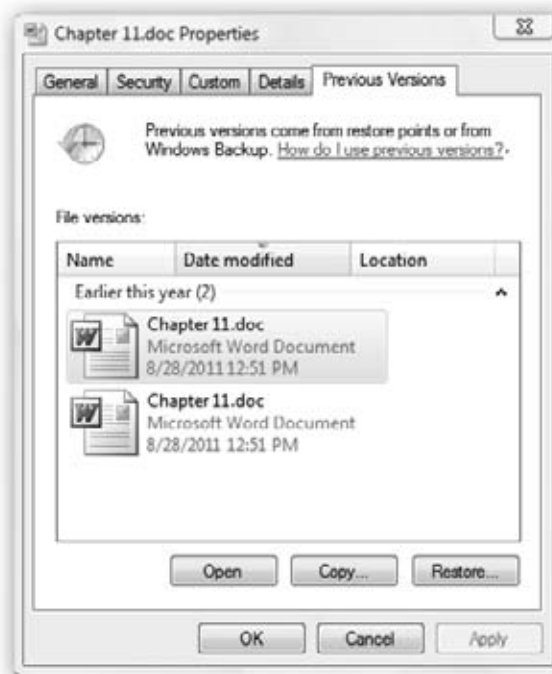 Chapter 11.doc Properties
General Security Custom Details Previous Versions
Previous versions come from restore points or from
Windows Backup. How do I use previous versions?
File versions:
Name Date modified Location
Earlier this year (2)
Chapter 11.doc
Microsoft Word Document
8/28/2011 12:51 PM
Chapter 11.doc
Microsoft Word Document
8/28/2011 12:51 PM
Open Copy... Restore...
OK Cancel Apply